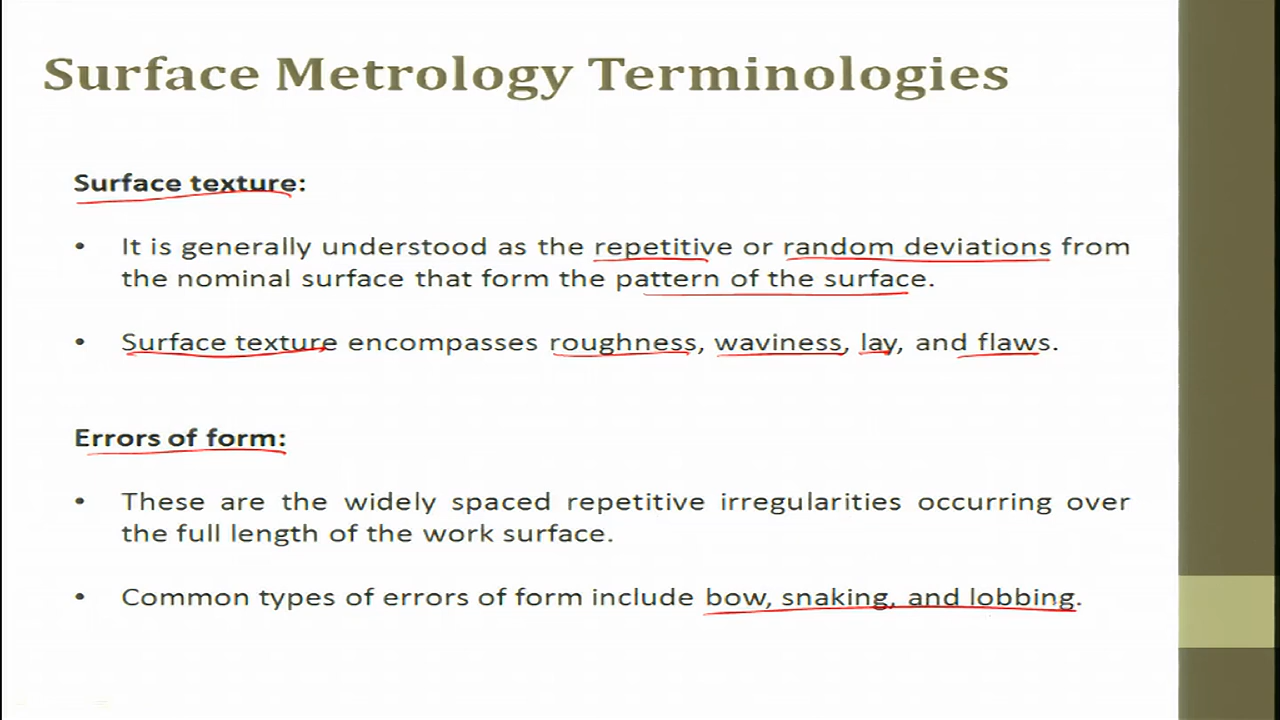 Surface Metrology Terminologies
Surface texture:
• It is generally understood as the repetitive or random deviations from
the nominal surface that form the pattern of the surface.
• Surface texture encompasses roughness, waviness, lay, and flaws.
Errors of form:
• These are the widely spaced repetitive irregularities occurring over
the full length of the work surface.
• Common types of errors of form include bow, snaking, and lobbing.